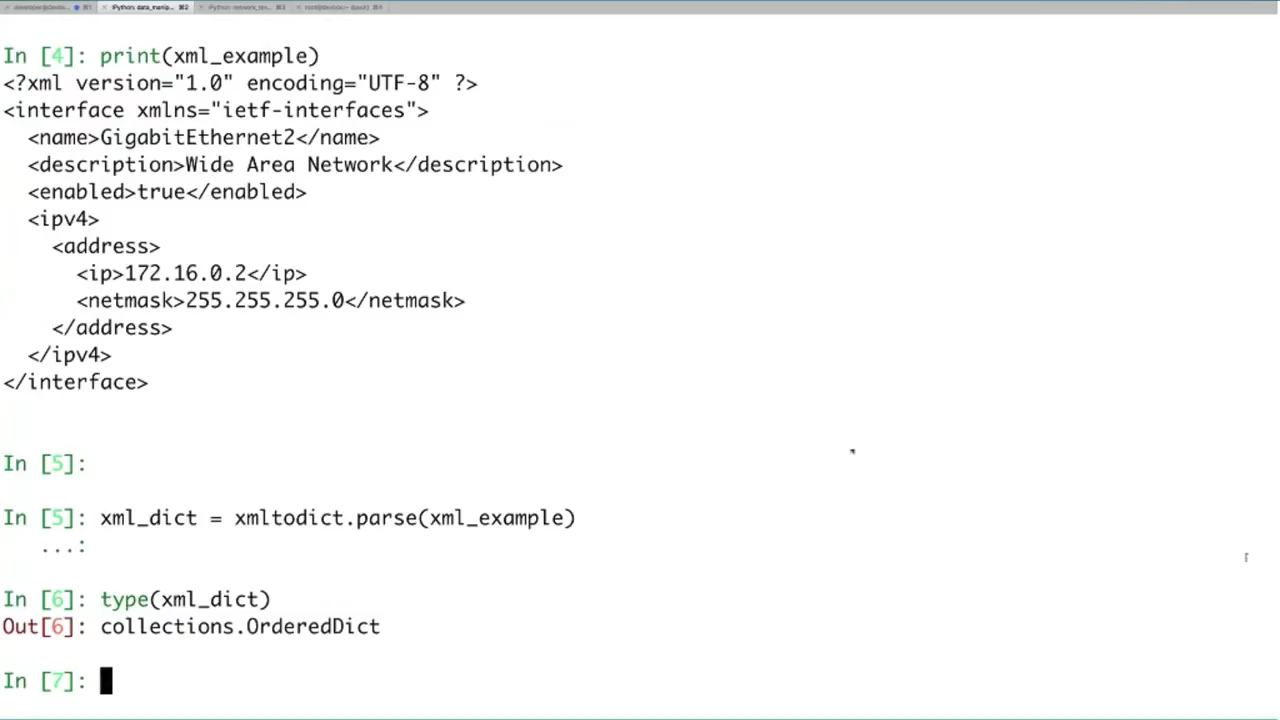 In [4]: print(xml_example)
<?xml version="1.0" encoding="UTF-8" ?>
<interface xmlns="ietf-interfaces">
  <name>GigabitEthernet2</name>
  <description>Wide Area Network</description>
  <enabled>true</enabled>
  <ipv4>
    <address>
      <ip>172.16.0.2</ip>
      <netmask>255.255.255.0</netmask>
    </address>
  </ipv4>
</interface>
In [5]:
In [5]: xml_dict = xmltodict.parse(xml_example)
   ...:
In [6]: type(xml_dict)
Out[6]: collections.OrderedDict
In [7]: